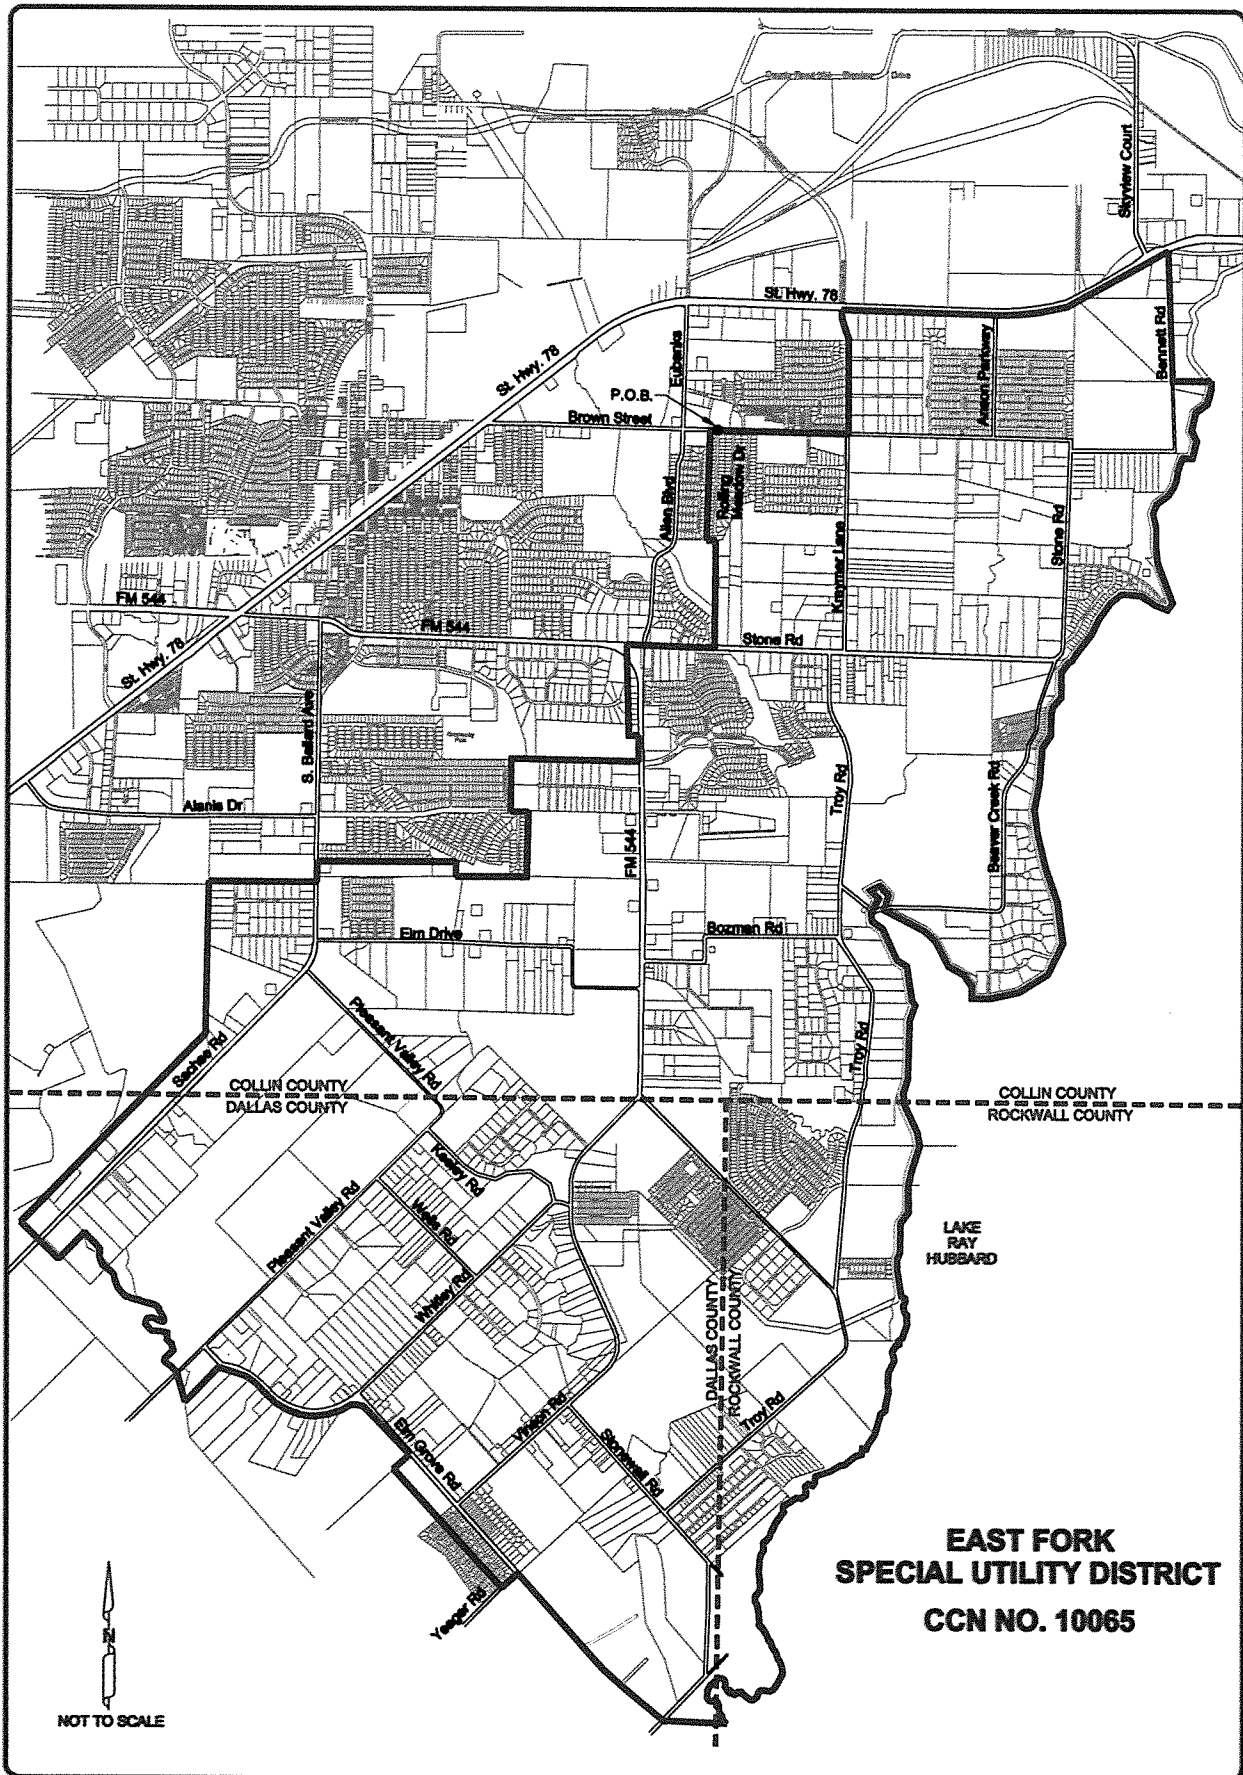 Skyview Court
St. Hwy. 78
Eubanks
St. Hwy. 78
P.O.B.
Brown Street
Anson Parkway
Bennett Rd
Allen Blvd
Rolling
Meadow Dr
Kraymer Lane
Stone Rd
FM 544
FM 544
Stone Rd
St. Hwy. 78
S. Ballard Ave
Community
Park
Troy Rd
Beaver Creek Rd
Alanis Dr
FM 544
Elm Drive
Bozman Rd
Pleasant Valley Rd
Sachse Rd
Troy Rd
COLLIN COUNTY
DALLAS COUNTY
COLLIN COUNTY
ROCKWALL COUNTY
Kesley Rd
Pleasant Valley Rd
Wells Rd
Whitley Rd
LAKE
RAY
HUBBARD
DALLAS COUNTY
ROCKWALL COUNTY
Vinson Rd
Troy Rd
Elm Grove Rd
Stonewall Rd
Yeager Rd
EAST FORK
SPECIAL UTILITY DISTRICT
CCN NO. 10065
N
NOT TO SCALE